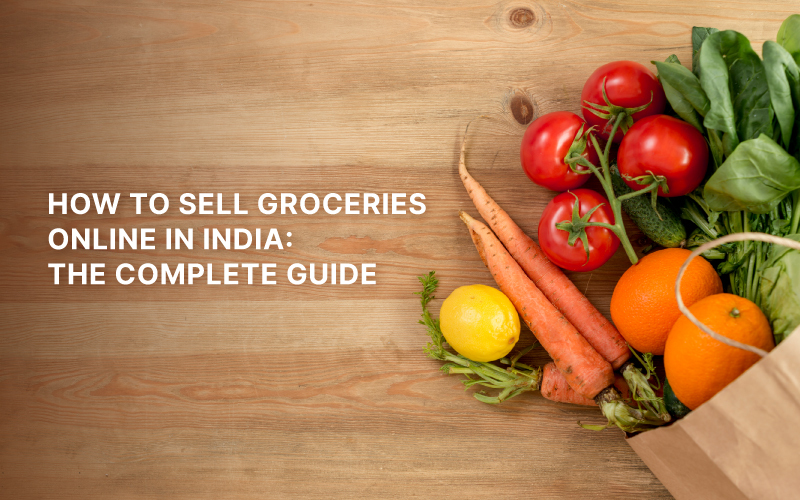 HOW TO SELL GROCERIES
ONLINE IN INDIA:
THE COMPLETE GUIDE